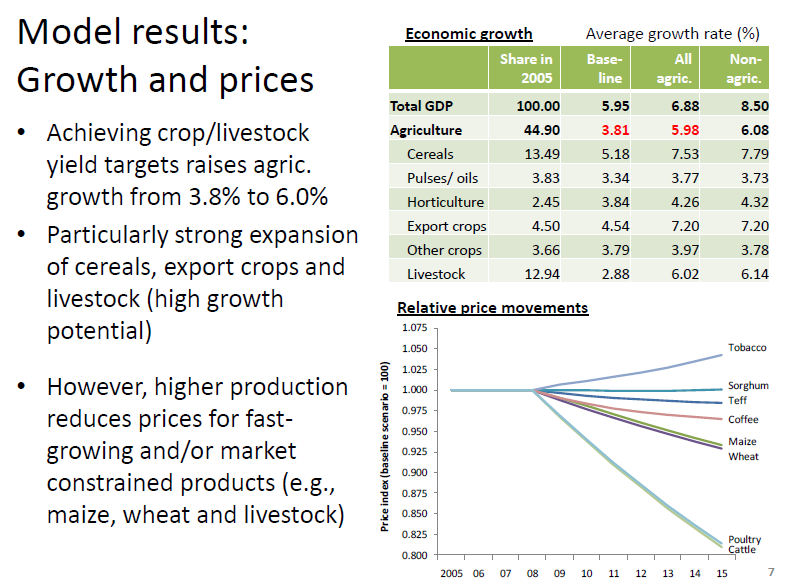 Model results:
Growth and prices
• Achieving crop/livestock
yield targets raises agric.
growth from 3.8% to 6.0%
• Particularly strong expansion
of cereals, export crops and
livestock (high growth
potential)
• However, higher production
reduces prices for fast-
growing and/or market
constrained products (e.g.,
maize, wheat and livestock)
Economic growth Average growth rate (%)
Share in 2005 Base-line All agric. Non-agric.
Total GDP 100.00 5.95 6.88 8.50
Agriculture 44.90 3.81 5.98 6.08
Cereals 13.49 5.18 7.53 7.79
Pulses/ oils 3.83 3.34 3.77 3.73
Horticulture 2.45 3.84 4.26 4.32
Export crops 4.50 4.54 7.20 7.20
Other crops 3.66 3.79 3.97 3.78
Livestock 12.94 2.88 6.02 6.14
Relative price movements
Price index (baseline scenario = 100)
1.075
1.050
1.025
1.000
0.975
0.950
0.925
0.900
0.875
0.850
0.825
0.800
Tobacco
Sorghum
Teff
Coffee
Maize
Wheat
Poultry
Cattle
2005 06 07 08 09 10 11 12 13 14 15
7